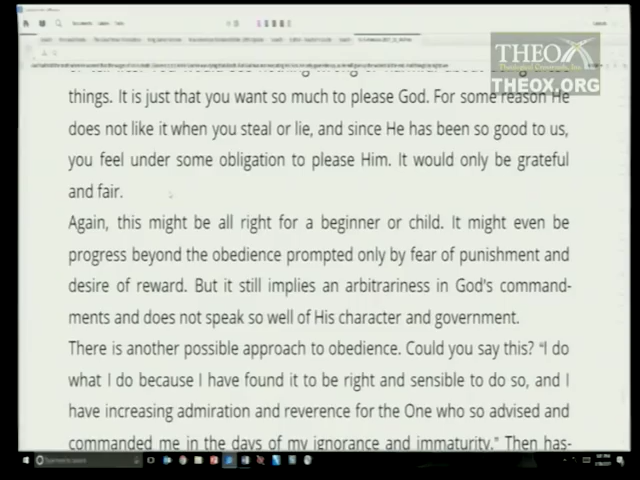 THEOX
THEOX.ORG
things. It is just that you want so much to please God. For some reason He
does not like it when you steal or lie, and since He has been so good to us,
you feel under some obligation to please Him. It would only be grateful
and fair.
Again, this might be all right for a beginner or child. It might even be
progress beyond the obedience prompted only by fear of punishment and
desire of reward. But it still implies an arbitrariness in God's command-
ments and does not speak so well of His character and government.
There is another possible approach to obedience. Could you say this? "I do
what I do because I have found it to be right and sensible to do so, and I
have increasing admiration and reverence for the One who so advised and
commanded me in the days of my ignorance and immaturity." Then has-